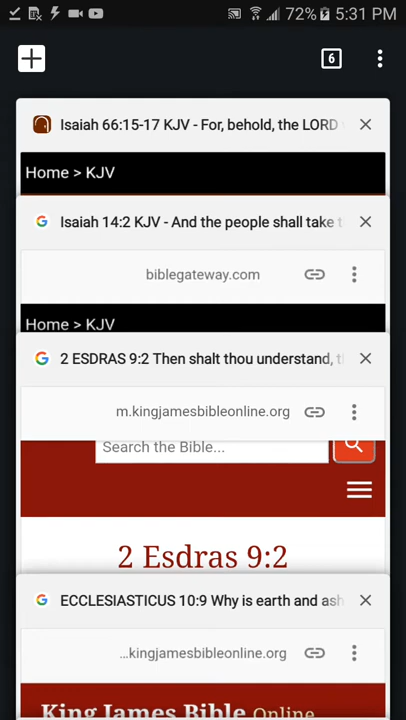 72% 5:31 PM
6
Isaiah 66:15-17 KJV - For, behold, the LORD
Home > KJV
Isaiah 14:2 KJV - And the people shall take
biblegateway.com
Home > KJV
2 ESDRAS 9:2 Then shalt thou understand,
m.kingjamesbibleonline.org
Search the Bible...
2 Esdras 9:2
ECCLESIASTICUS 10:9 Why is earth and ash
...kingjamesbibleonline.org
King James Bible Online